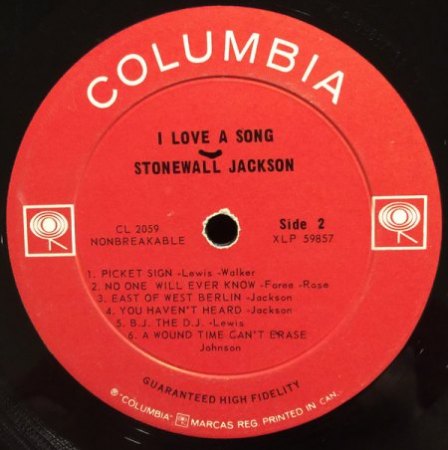 COLUMBIA
I LOVE A SONG
STONEWALL JACKSON
CL 2059
NONBREAKABLE
Side 2
XLP 59857
1. PICKET SIGN -Lewis -Walker
2. NO ONE WILL EVER KNOW -Foree -Rose
3. EAST OF WEST BERLIN -Jackson
4. YOU HAVEN'T HEARD -Jackson
5. B.J. THE D.J. -Lewis
6. A WOUND TIME CAN'T ERASE
Johnson
GUARANTEED HIGH FIDELITY
® "COLUMBIA" MARCAS REG. PRINTED IN CAN.